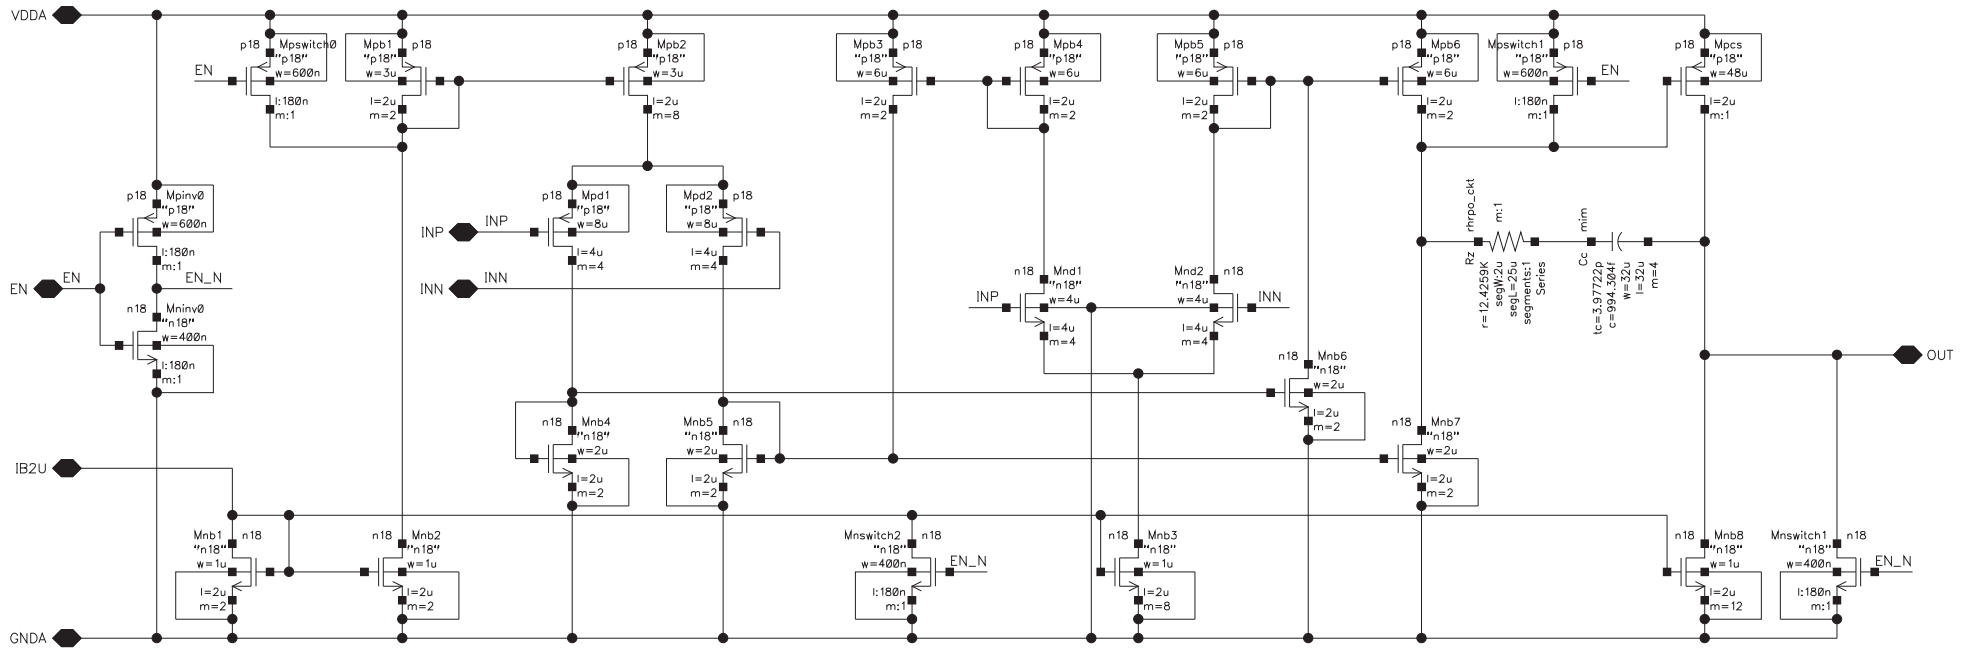 VDDA
p18 Mpswitch0
"p18"
w=600n
EN
l:180n
m:1
Mpb1 p18
"p18"
w=3u
l=2u
m=2
p18 Mpb2
"p18"
w=3u
l=2u
m=8
Mpb3 p18
"p18"
w=6u
l=2u
m=2
p18 Mpb4
"p18"
w=6u
l=2u
m=2
Mpb5 p18
"p18"
w=6u
l=2u
m=2
p18 Mpb6
"p18"
w=6u
l=2u
m=2
Mpswitch1 p18
"p18"
w=600n
EN
l:180n
m:1
p18 Mpcs
"p18"
w=48u
l=2u
m:1
p18 Mpinv0
"p18"
w=600n
l:180n
m:1
EN EN
EN_N
n18 Mninv0
"n18"
w=400n
l:180n
m:1
p18 Mpd1
"p18"
w=8u
l=4u
m=4
INP INP
Mpd2 p18
"p18"
w=8u
l=4u
m=4
INN INN
n18 Mnd1
"n18"
w=4u
INP
l=4u
m=4
Mnd2 n18
"n18"
w=4u
INN
l=4u
m=4
Rz rhrpo_ckt
m:1
r=12.4259K
segW:2u
segL=25u
segments:1
Series
Cc mim
tc=3.97722p
c=994.304f
w=32u
l=32u
m=4
OUT
n18 Mnb6
"n18"
w=2u
l=2u
m=2
n18 Mnb4
"n18"
w=2u
l=2u
m=2
Mnb5 n18
"n18"
w=2u
l=2u
m=2
n18 Mnb7
"n18"
w=2u
l=2u
m=2
IB2U
Mnb1 n18
"n18"
w=1u
l=2u
m=2
n18 Mnb2
"n18"
w=1u
l=2u
m=2
Mnswitch2 n18
"n18"
w=400n
EN_N
l:180n
m:1
n18 Mnb3
"n18"
w=1u
l=2u
m=8
n18 Mnb8
"n18"
w=1u
l=2u
m=12
Mnswitch1 n18
"n18"
w=400n
EN_N
l:180n
m:1
GNDA